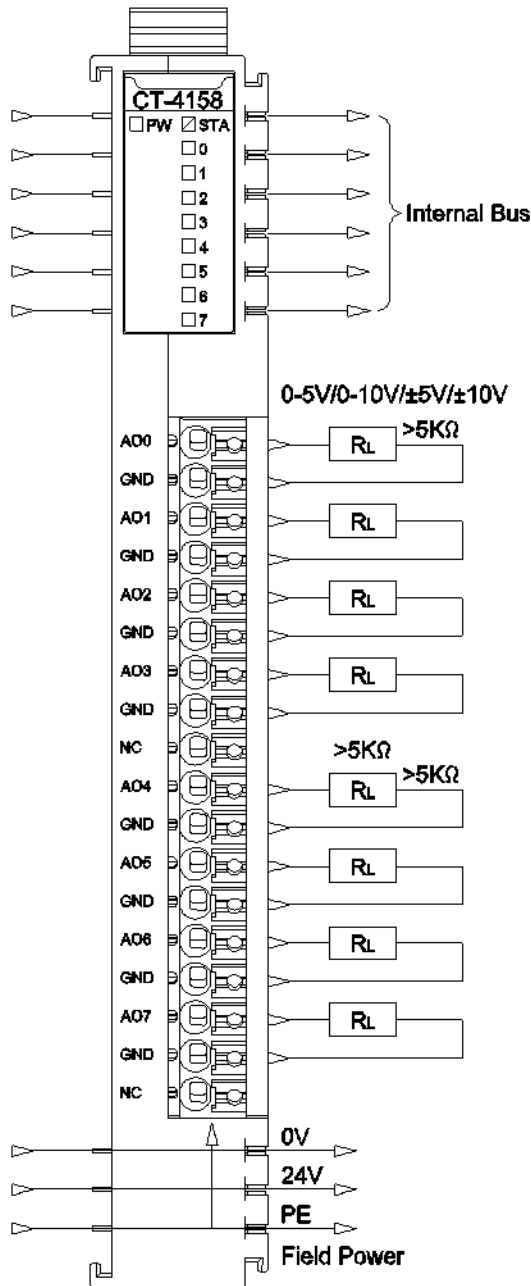 CT-4158
PW STA
0
1
2
3
4
5
6
7
Internal Bus
0-5V/0-10V/±5V/±10V
AO0 RL >5KΩ
GND
AO1 RL
GND
AO2 RL
GND
AO3 RL
GND
NC >5KΩ
AO4 RL >5KΩ
GND
AO5 RL
GND
AO6 RL
GND
AO7 RL
GND
NC
0V
24V
PE
Field Power